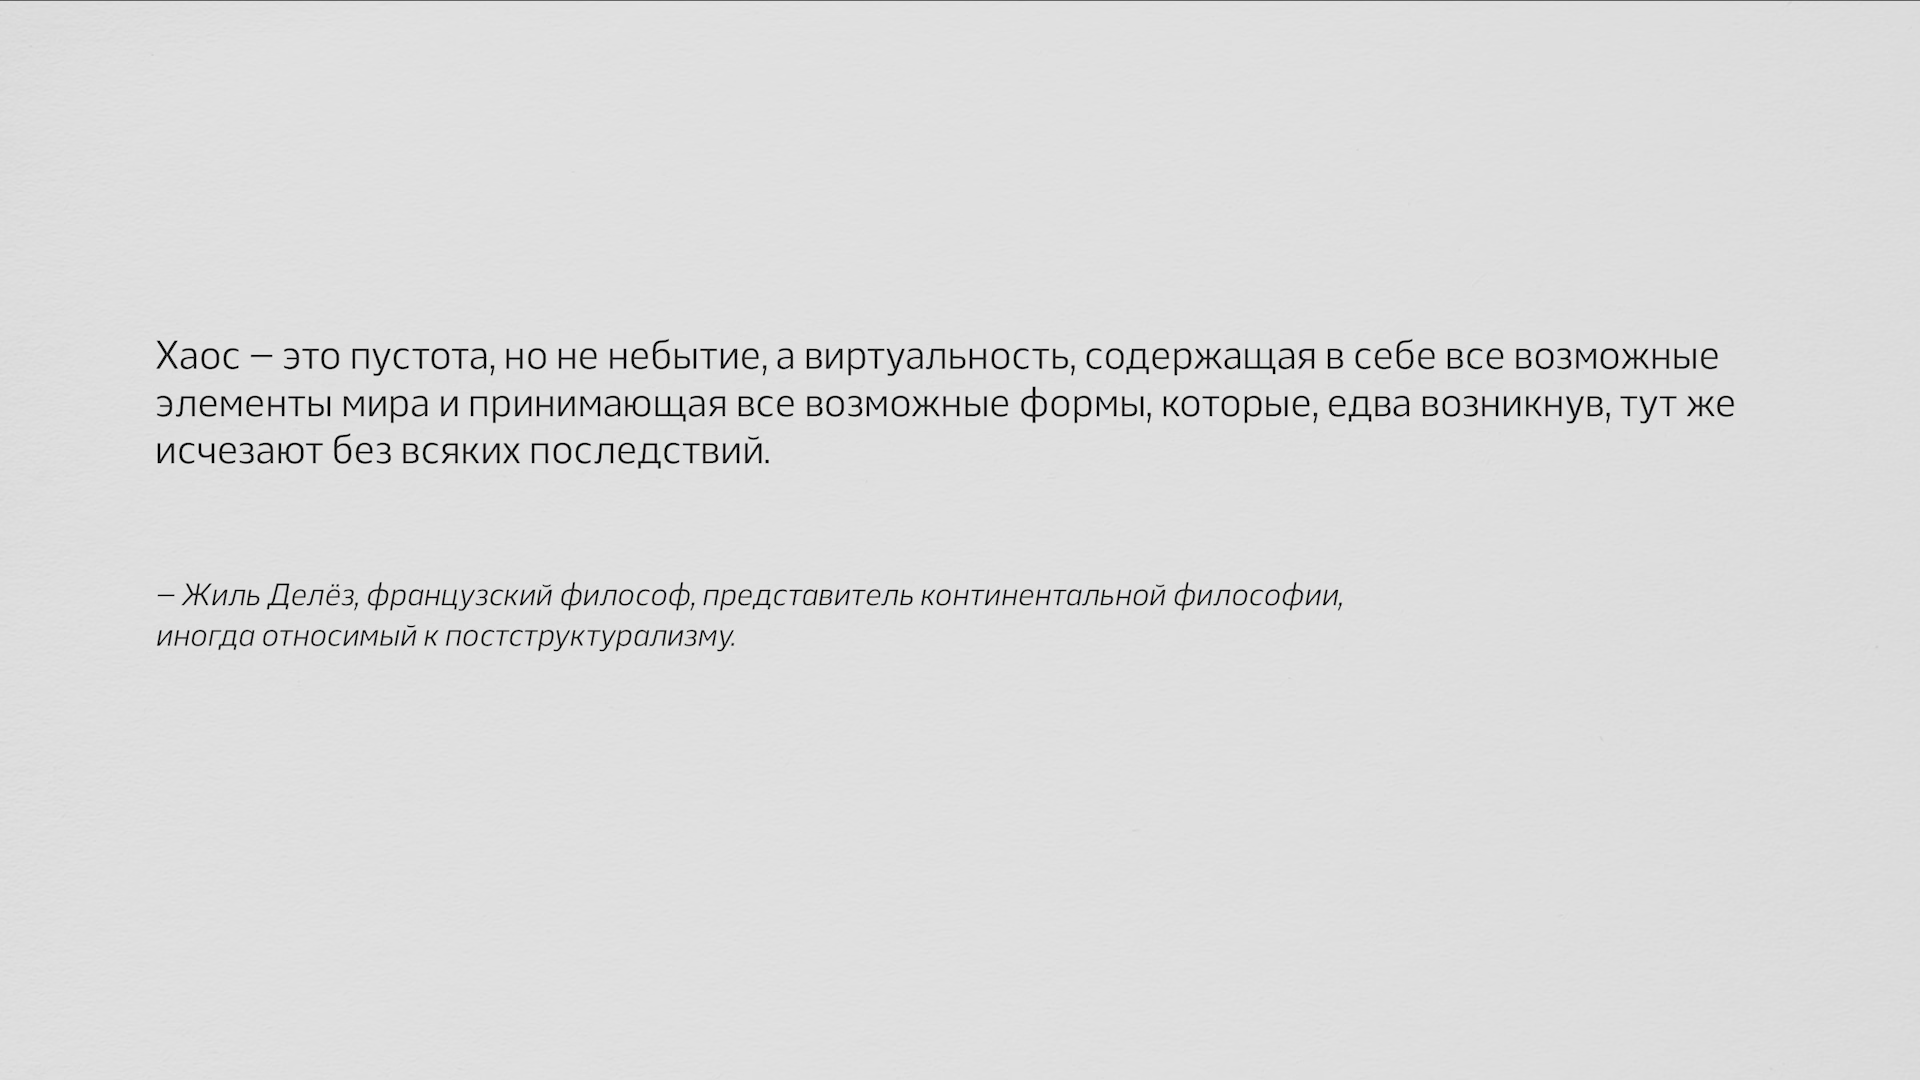 Хаос – это пустота, но не небытие, а виртуальность, содержащая в себе все возможные
элементы мира и принимающая все возможные формы, которые, едва возникнув, тут же
исчезают без всяких последствий.
– Жиль Делёз, французский философ, представитель континентальной философии,
иногда относимый к постструктурализму.